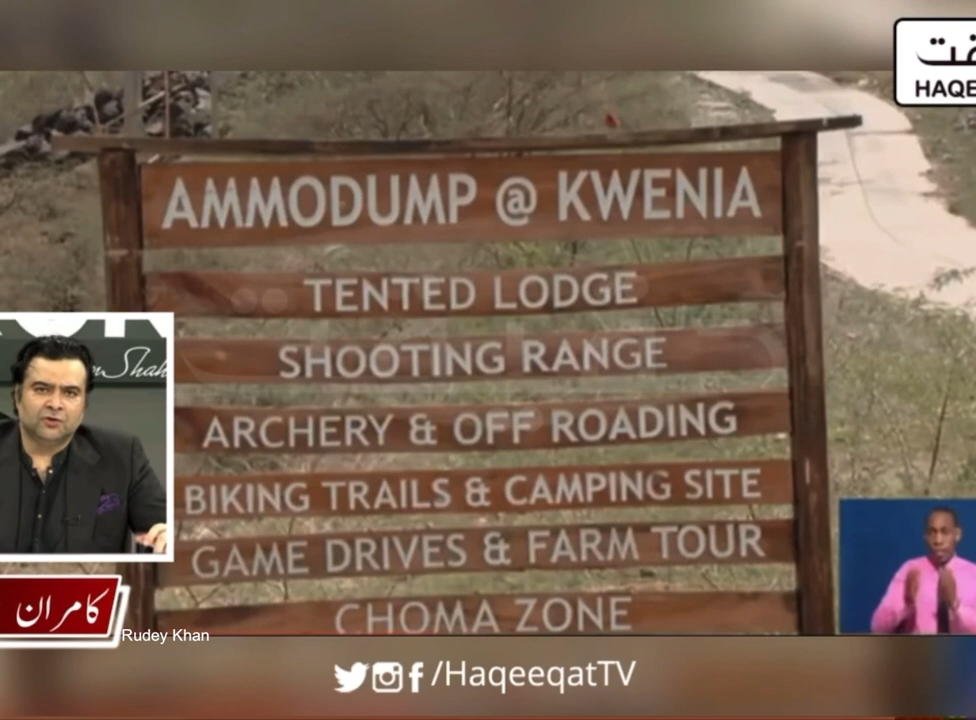 HAQE
AMMODUMP @ KWENIA
TENTED LODGE
SHOOTING RANGE
ARCHERY & OFF ROADING
BIKING TRAILS & CAMPING SITE
GAME DRIVES & FARM TOUR
CHOMA ZONE
Shah
کامران
Rudey Khan
/HaqeeqatTV